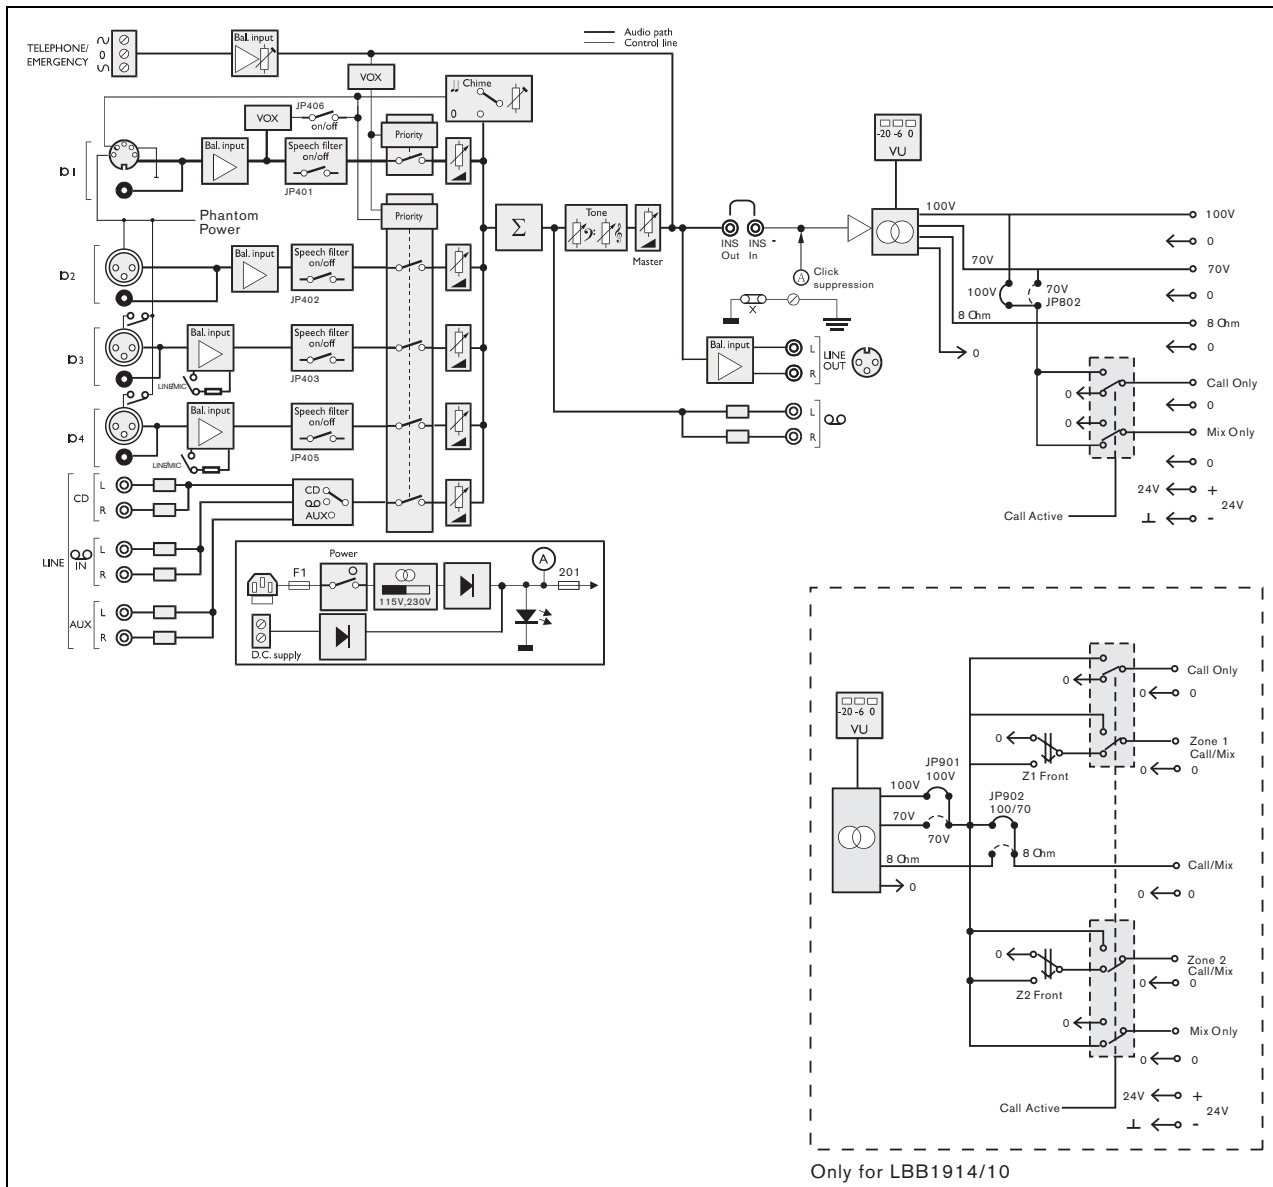 TELEPHONE/
EMERGENCY
0
Bal. input
Audio path
Control line
VOX
Chime
0
VOX
JP406
on/off
Priority
1
Bal. input
Speech filter
on/off
JP401
Phantom
Power
Priority
2
Bal. input
Speech filter
on/off
JP402
3
Bal. input
LINE/MIC
Speech filter
on/off
JP403
4
Bal. input
LINE/MIC
Speech filter
on/off
JP405
Σ
Tone
Master
INS
Out
INS
In
-
A
Click
suppression
X
-20 -6 0
VU
100V
70V
8 Ohm
0
100V
70V
JP802
100V
0
70V
0
8 Ohm
0
Call Only
0
0
0
Mix Only
0
24V
+
24V
⊥
-
Call Active
Bal. input
L
R
LINE
OUT
L
R
CD
L
R
LINE
IN
L
R
AUX
L
R
CD
AUX
F1
Power
115V,230V
A
201
D.C. supply
-20 -6 0
VU
100V
JP901
100V
70V
70V
JP902
100/70
8 Ohm
8 Ohm
0
0
Call Only
0
0
0
Z1 Front
Zone 1
Call/Mix
0
0
Call/Mix
0
0
0
Z2 Front
Zone 2
Call/Mix
0
0
0
Mix Only
0
0
24V
+
24V
⊥
-
Call Active
Only for LBB1914/10